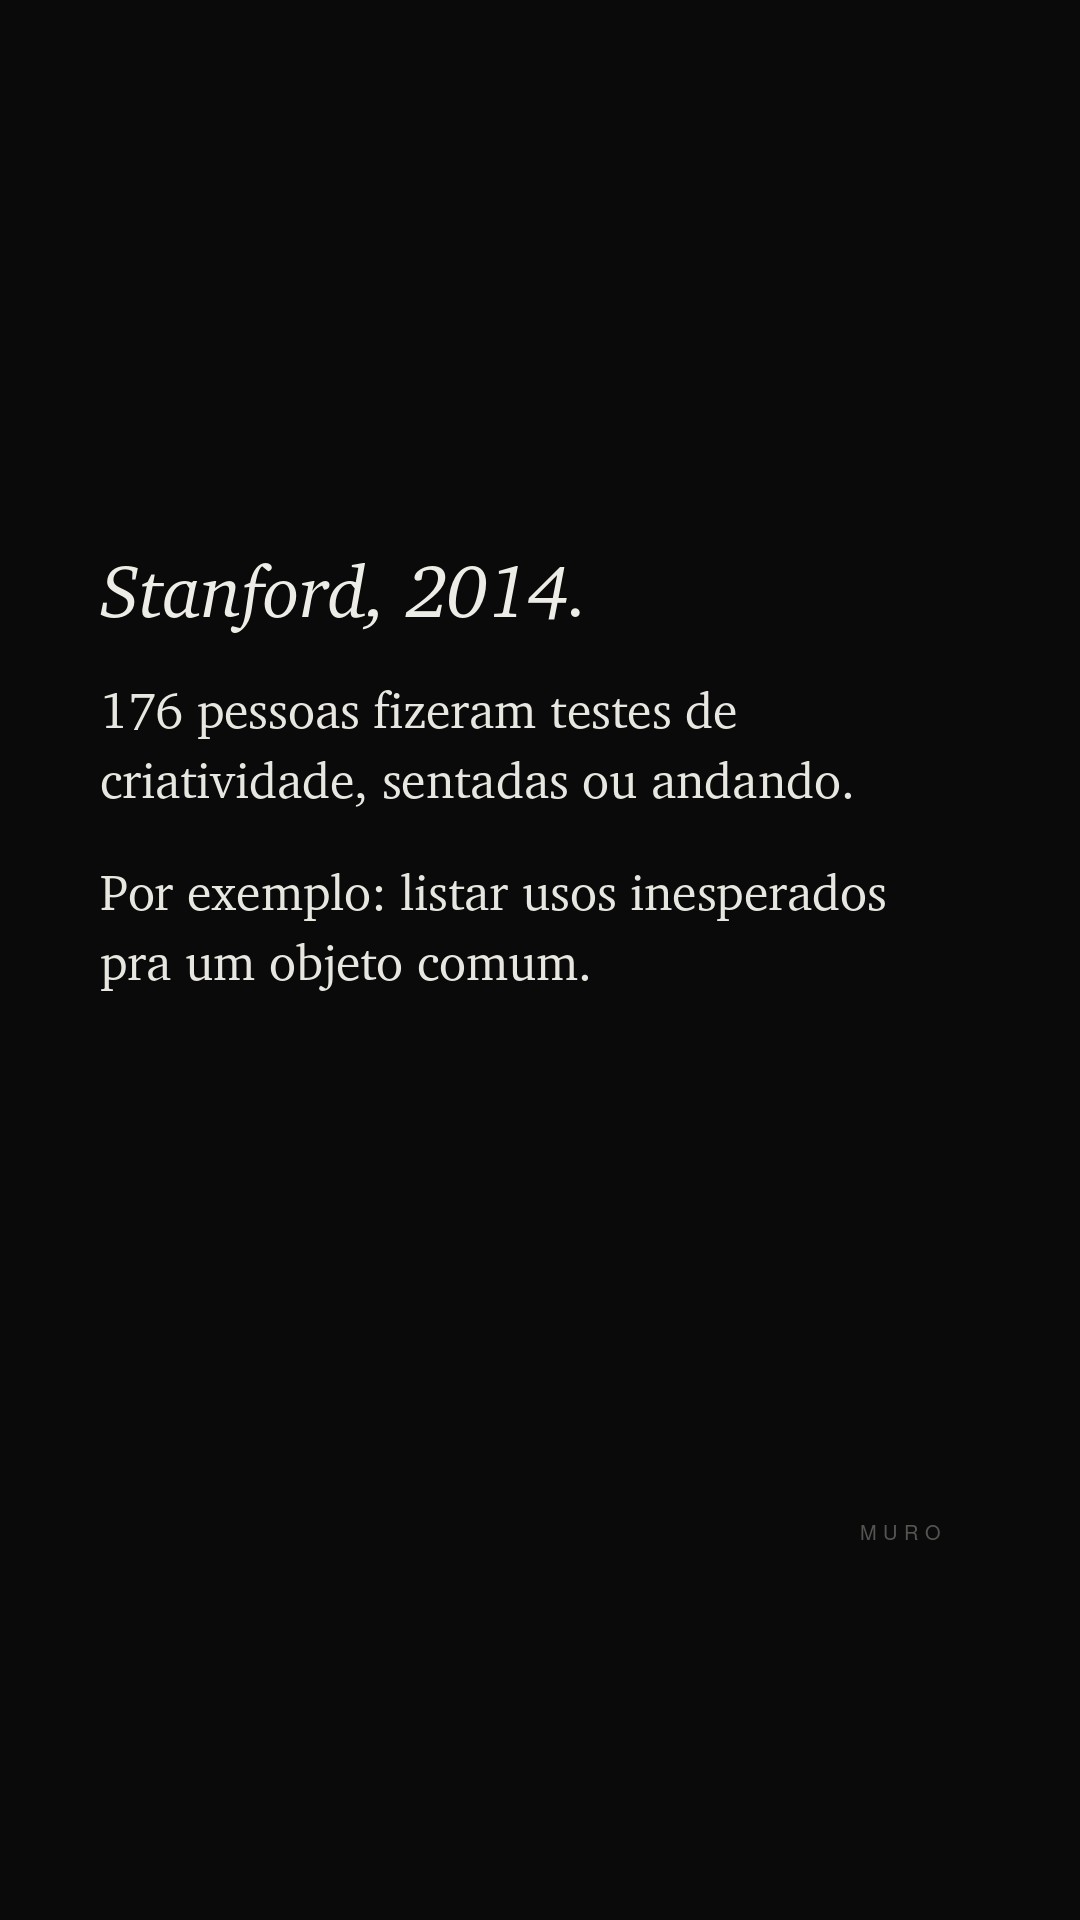 Stanford, 2014.
176 pessoas fizeram testes de
criatividade, sentadas ou andando.
Por exemplo: listar usos inesperados
pra um objeto comum.
MURO